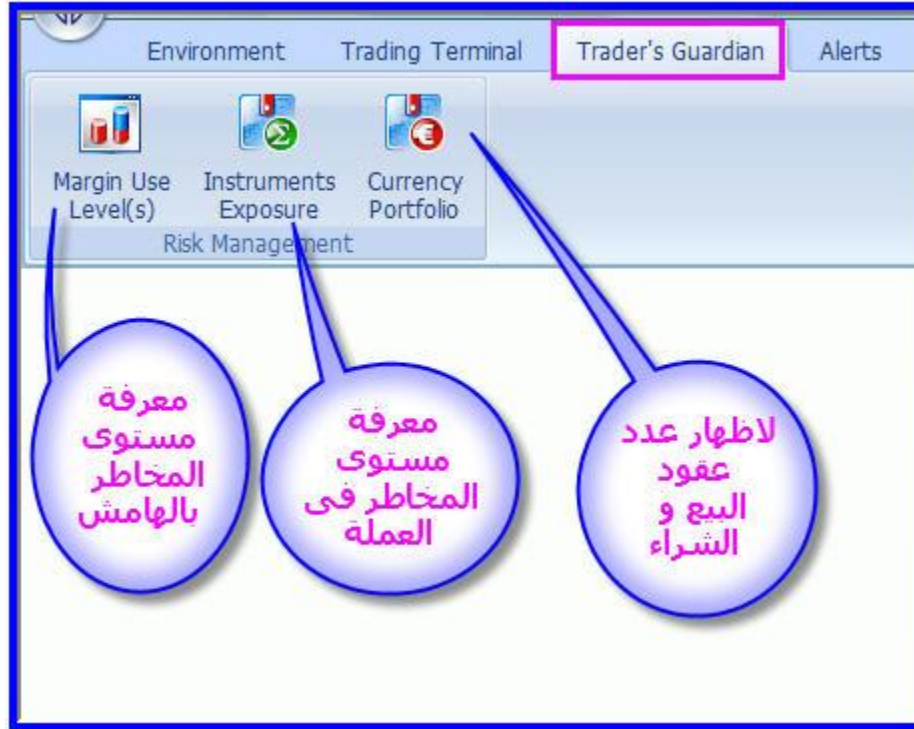 Environment Trading Terminal Trader's Guardian Alerts
Margin Use Instruments Currency
Level(s) Exposure Portfolio
Risk Management
معرفة
مستوى
المخاطر
بالهامش
معرفة
مستوى
المخاطر فى
العملة
لاظهار عدد
عقود
البيع و
الشراء